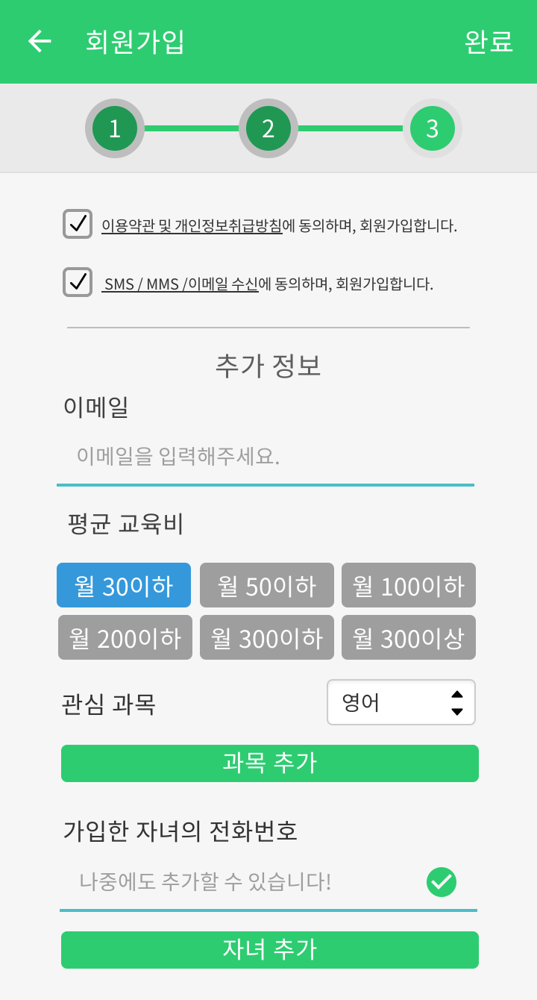 회원가입 완료
1 2 3
이용약관 및 개인정보취급방침에 동의하며, 회원가입합니다.
SMS / MMS /이메일 수신에 동의하며, 회원가입합니다.
추가 정보
이메일
이메일을 입력해주세요.
평균 교육비
월 30이하 월 50이하 월 100이하
월 200이하 월 300이하 월 300이상
관심 과목 영어
과목 추가
가입한 자녀의 전화번호
나중에도 추가할 수 있습니다!
자녀 추가